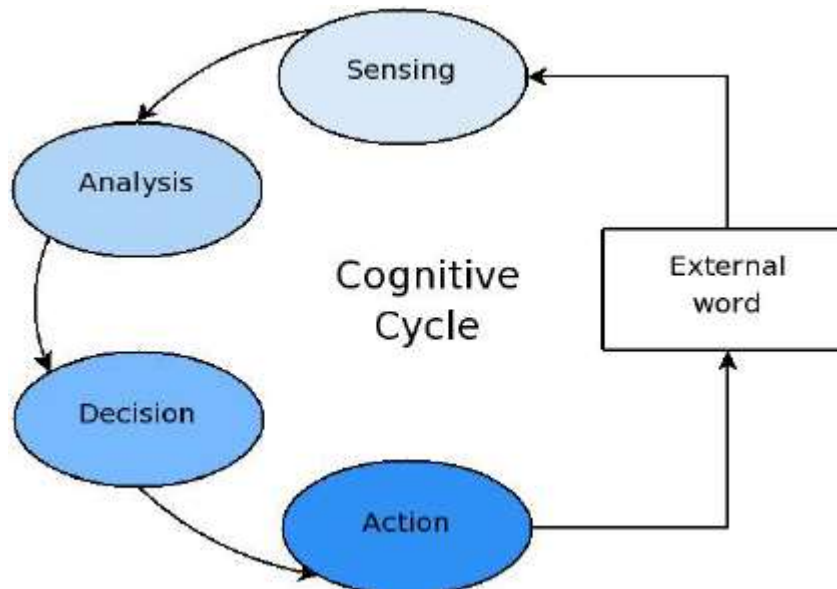 Sensing
Analysis
External
word
Cognitive
Cycle
Decision
Action